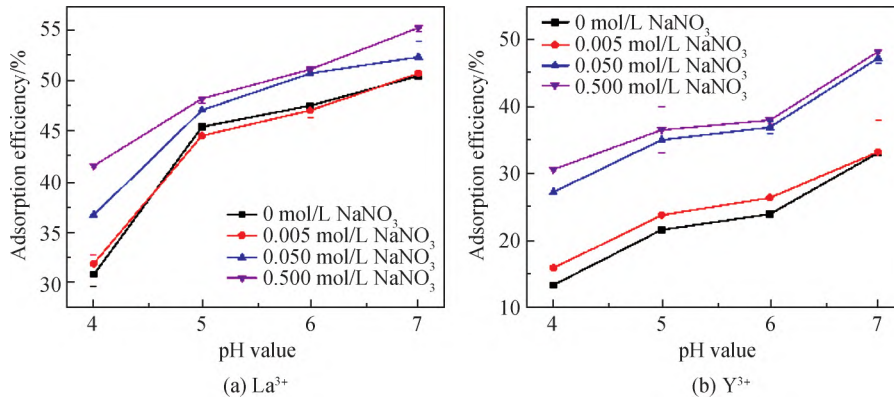 55
50
45
40
35
30
Adsorption efficiency/%
0 mol/L NaNO₃
0.005 mol/L NaNO₃
0.050 mol/L NaNO₃
0.500 mol/L NaNO₃
4 5 6 7
pH value
(a) La³⁺
50
40
30
20
10
Adsorption efficiency/%
0 mol/L NaNO₃
0.005 mol/L NaNO₃
0.050 mol/L NaNO₃
0.500 mol/L NaNO₃
4 5 6 7
pH value
(b) Y³⁺